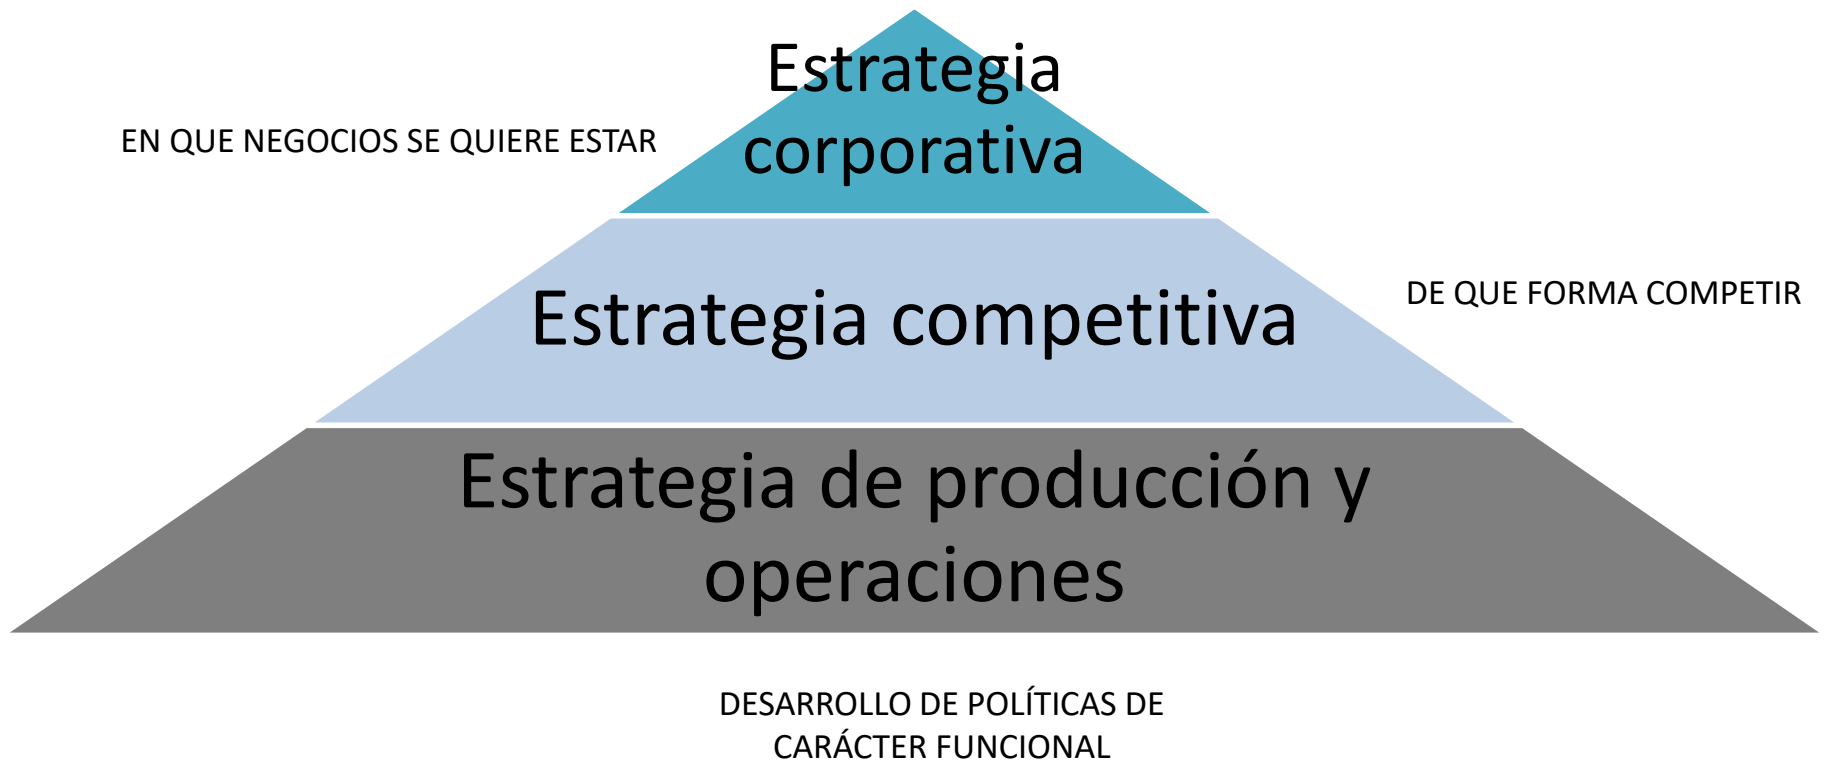 Estrategia
corporativa
EN QUE NEGOCIOS SE QUIERE ESTAR
Estrategia competitiva
DE QUE FORMA COMPETIR
Estrategia de producción y
operaciones
DESARROLLO DE POLÍTICAS DE
CARÁCTER FUNCIONAL